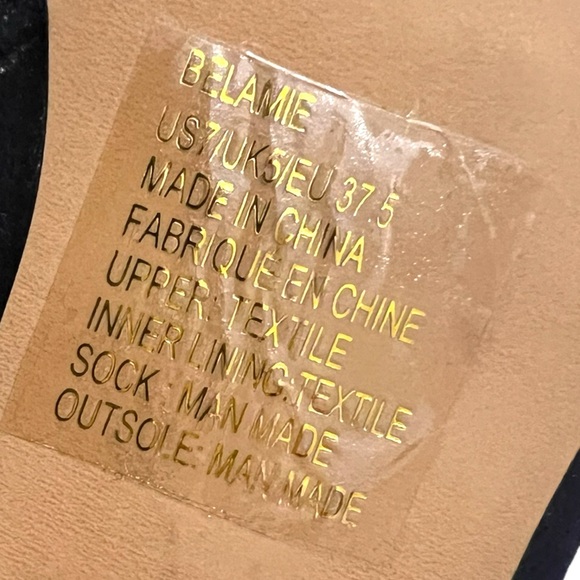 BELAMIE
US7/UK5/EU 37.5
MADE IN CHINA
FABRIQUE EN CHINE
UPPER: TEXTILE
INNER LINING:TEXTILE
SOCK : MAN MADE
OUTSOLE: MAN MADE